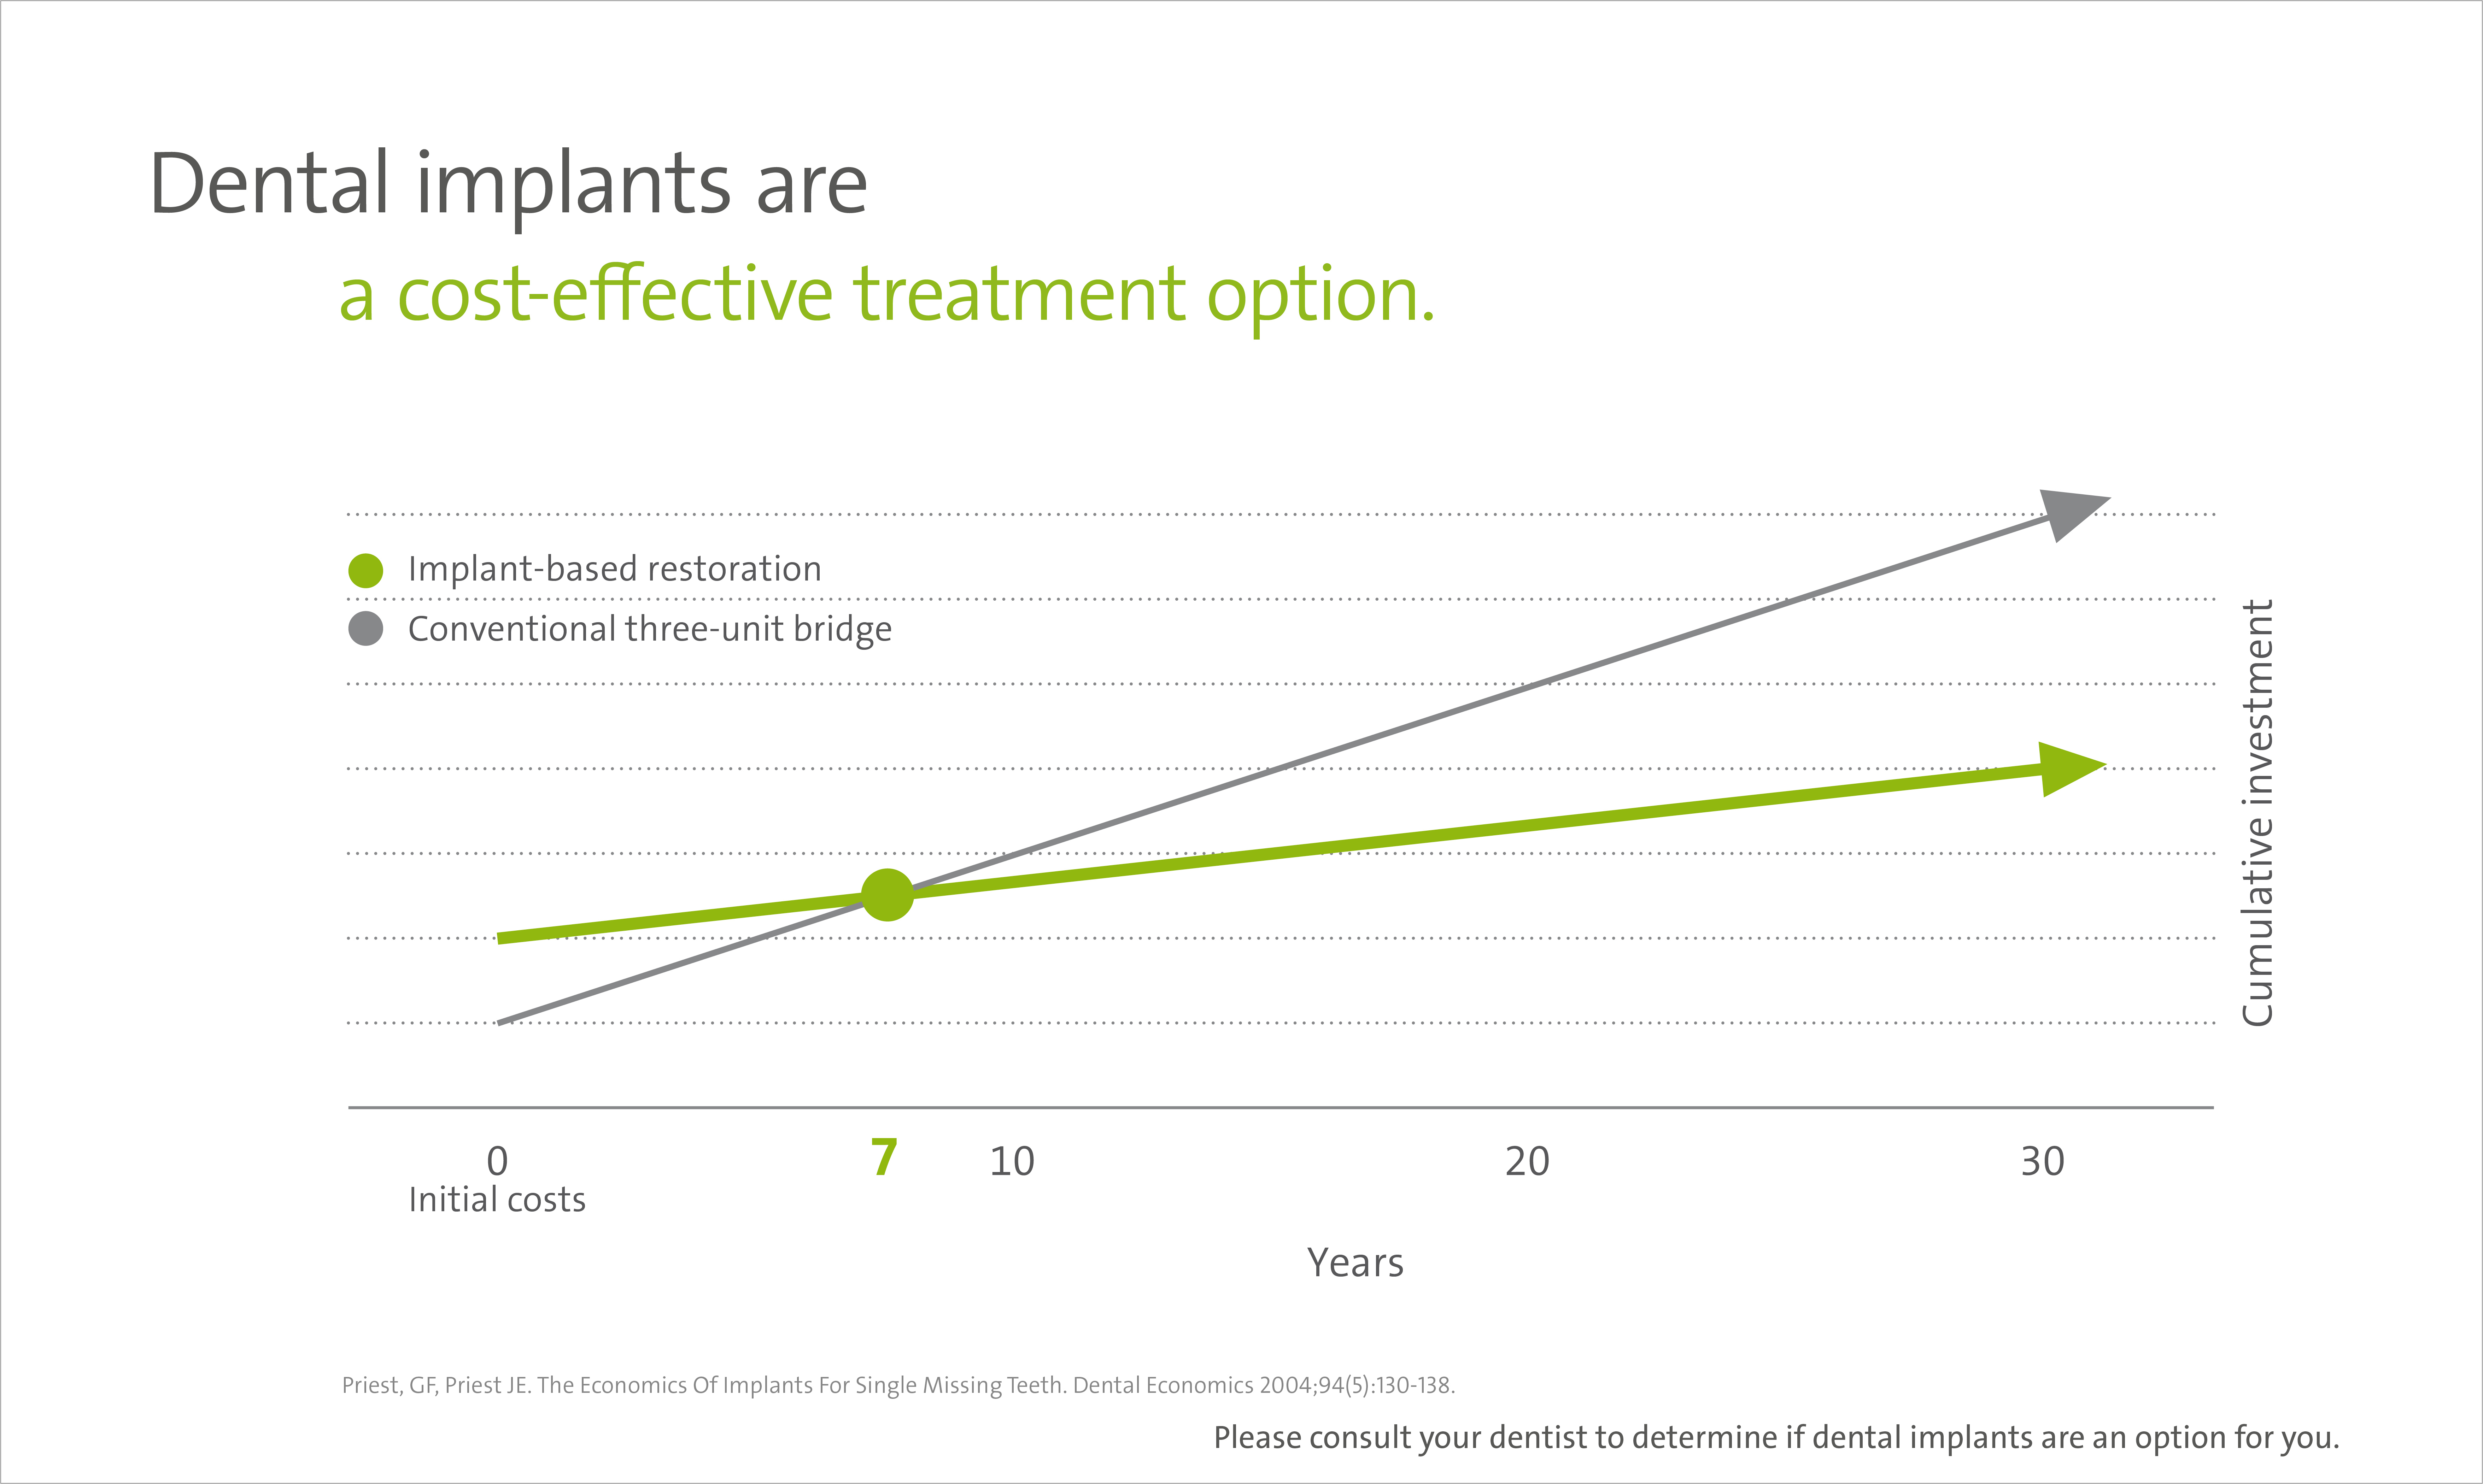 Dental implants are
a cost-effective treatment option.
Implant-based restoration
Conventional three-unit bridge
Cumulative investment
0
7
10
20
30
Initial costs
Years
Priest, GF, Priest JE. The Economics Of Implants For Single Missing Teeth. Dental Economics 2004;94(5):130-138.
Please consult your dentist to determine if dental implants are an option for you.